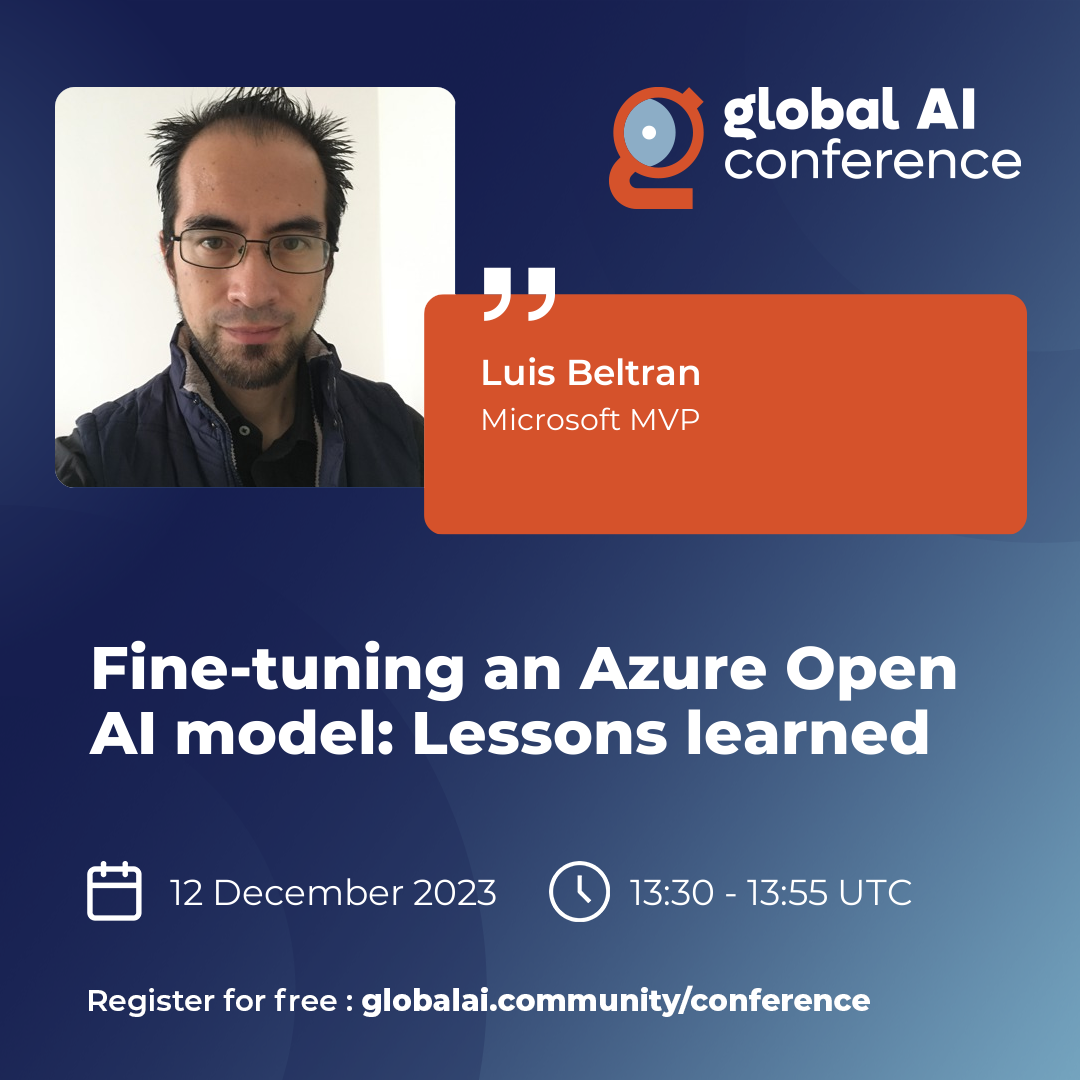 global AI
conference
Luis Beltran
Microsoft MVP
Fine-tuning an Azure Open
AI model: Lessons learned
12 December 2023
13:30 - 13:55 UTC
Register for free : globalai.community/conference